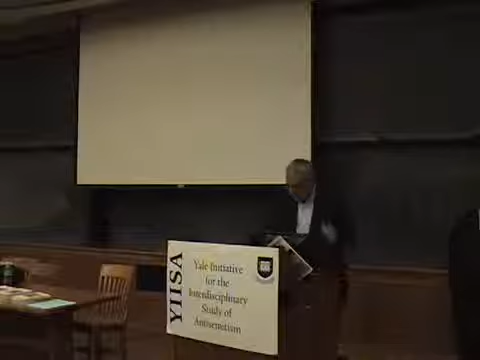 YIISA
Yale Initiative
for the
Interdisciplinary
Study of
Antisemitism